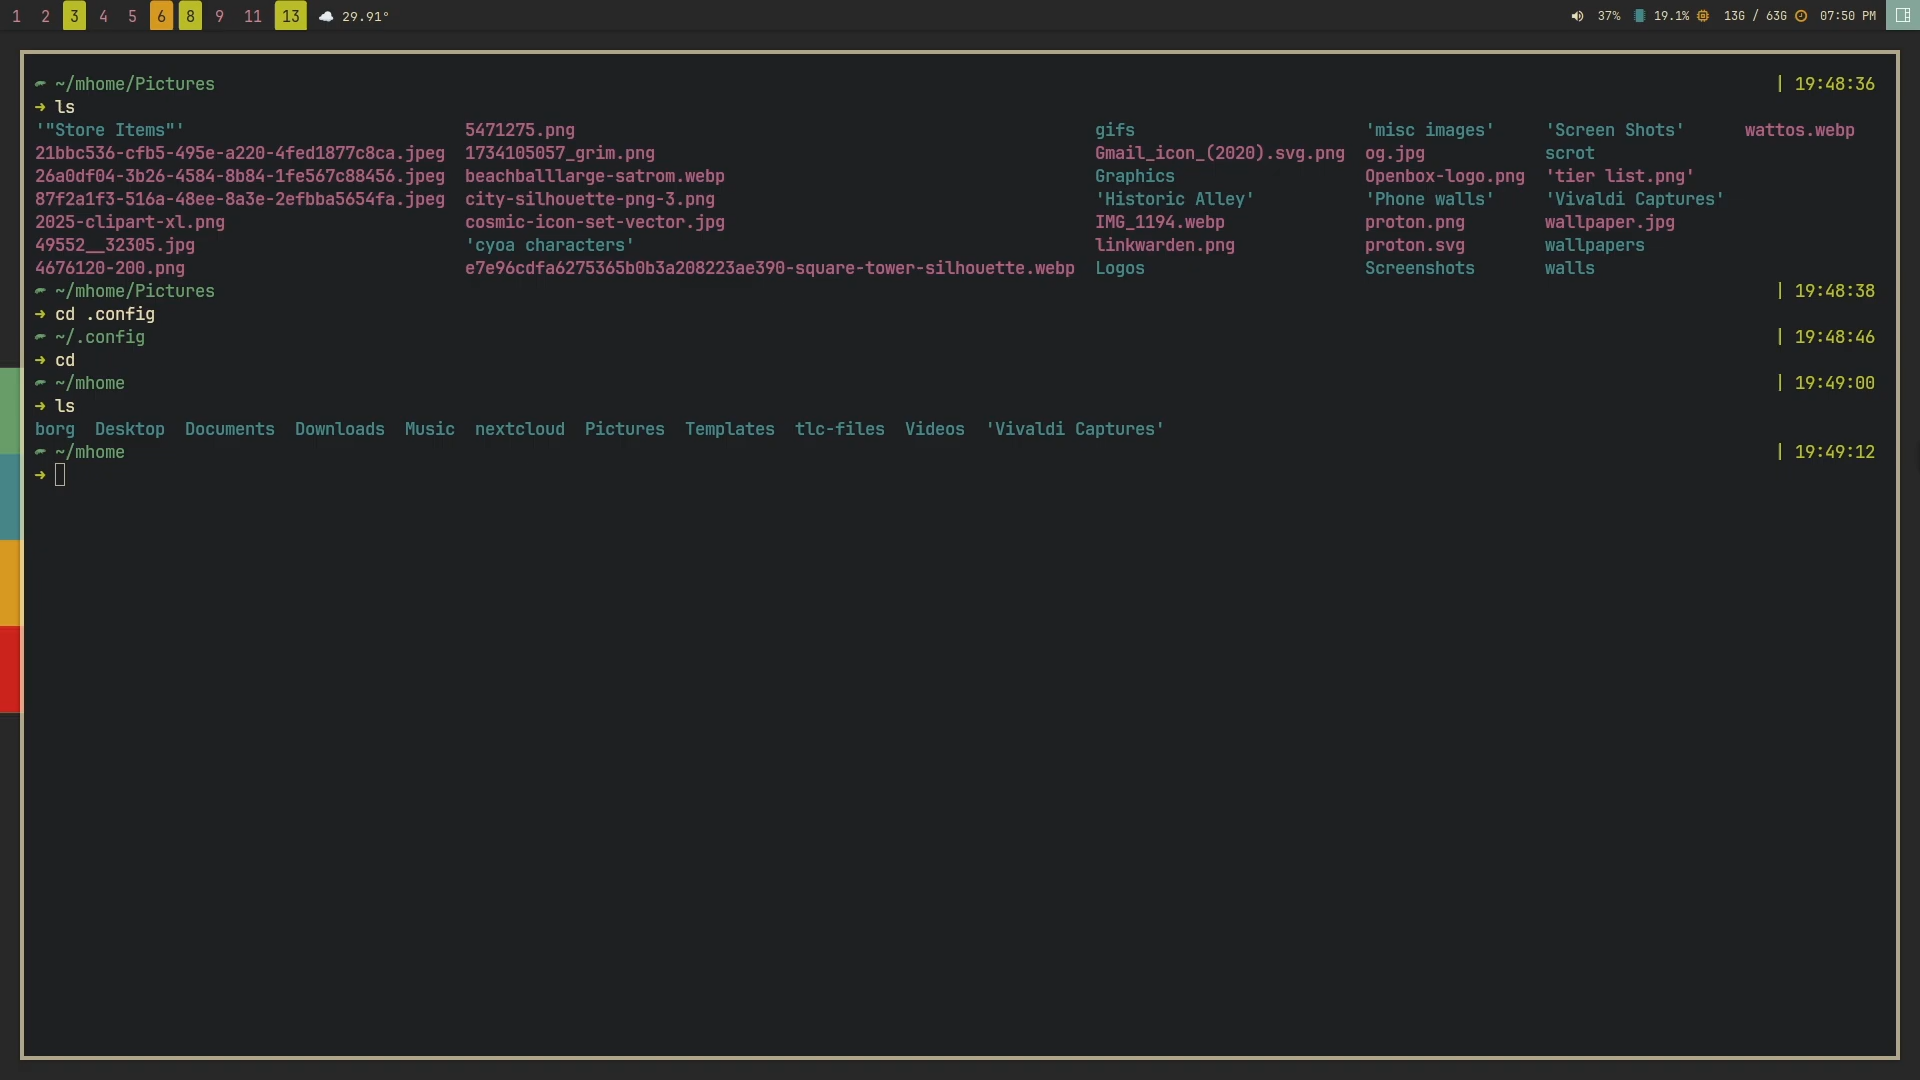 1 2 3 4 5 6 8 9 11 13 29.91° 37% 19.1% 13G / 63G 07:50 PM
~/mhome/Pictures | 19:48:36
➜ ls
'"Store Items"' 5471275.png gifs 'misc images' 'Screen Shots' wattos.webp
21bbc536-cfb5-495e-a220-4fed1877c8ca.jpeg 1734105057_grim.png Gmail_icon_(2020).svg.png og.jpg scrot
26a0df04-3b26-4584-8b84-1fe567c88456.jpeg beachballlarge-satrom.webp Graphics Openbox-logo.png 'tier list.png'
87f2a1f3-516a-48ee-8a3e-2efbba5654fa.jpeg city-silhouette-png-3.png 'Historic Alley' 'Phone walls' 'Vivaldi Captures'
2025-clipart-xl.png cosmic-icon-set-vector.jpg IMG_1194.webp proton.png wallpaper.jpg
49552__32305.jpg 'cyoa characters' linkwarden.png proton.svg wallpapers
4676120-200.png e7e96cdfa6275365b0b3a208223ae390-square-tower-silhouette.webp Logos Screenshots walls
~/mhome/Pictures | 19:48:38
➜ cd .config
~/.config | 19:48:46
➜ cd
~/mhome | 19:49:00
➜ ls
borg Desktop Documents Downloads Music nextcloud Pictures Templates tlc-files Videos 'Vivaldi Captures'
~/mhome | 19:49:12
➜